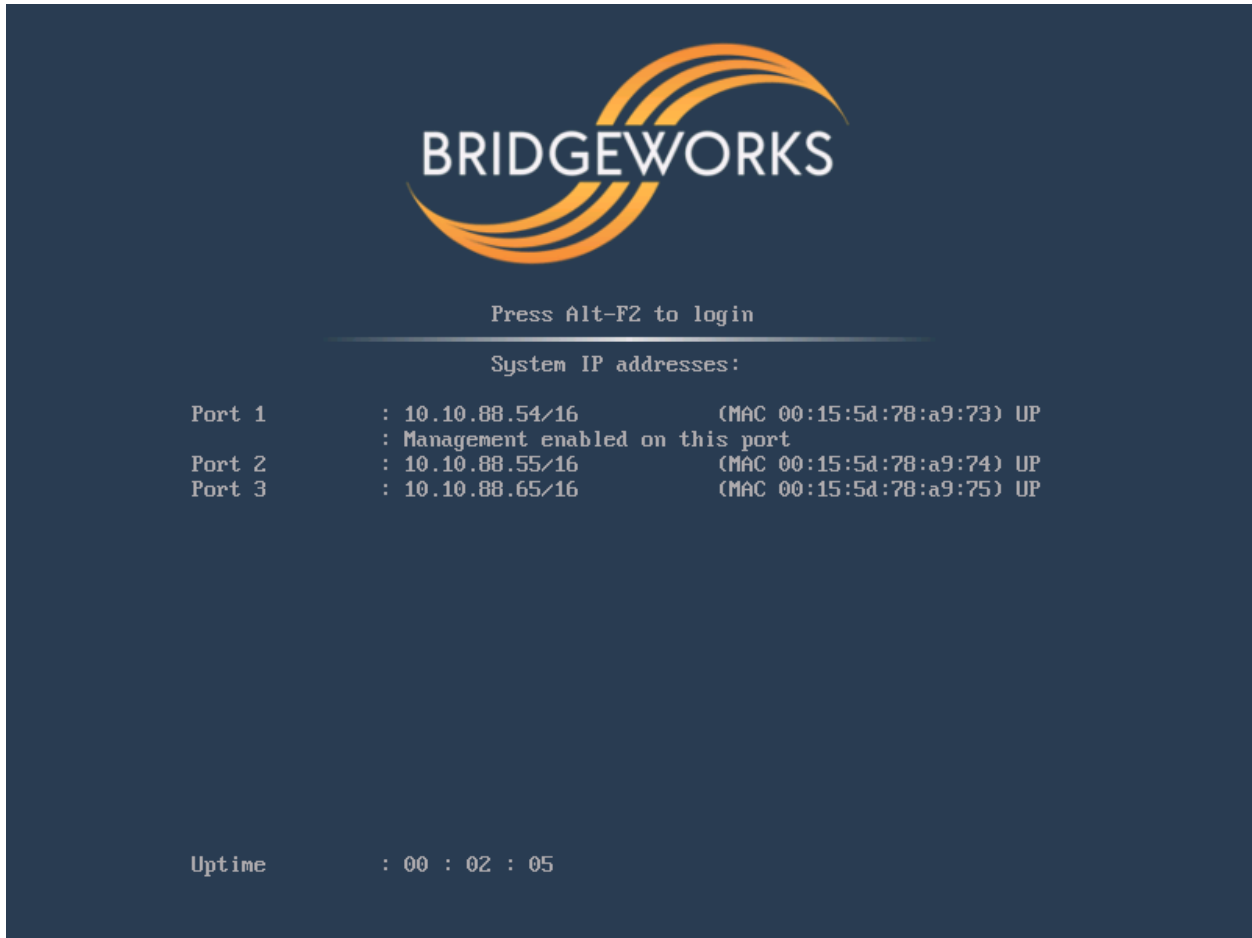 BRIDGEWORKS
Press Alt-F2 to login
System IP addresses:
Port 1 : 10.10.88.54/16 (MAC 00:15:5d:78:a9:73) UP
: Management enabled on this port
Port 2 : 10.10.88.55/16 (MAC 00:15:5d:78:a9:74) UP
Port 3 : 10.10.88.65/16 (MAC 00:15:5d:78:a9:75) UP
Uptime : 00 : 02 : 05